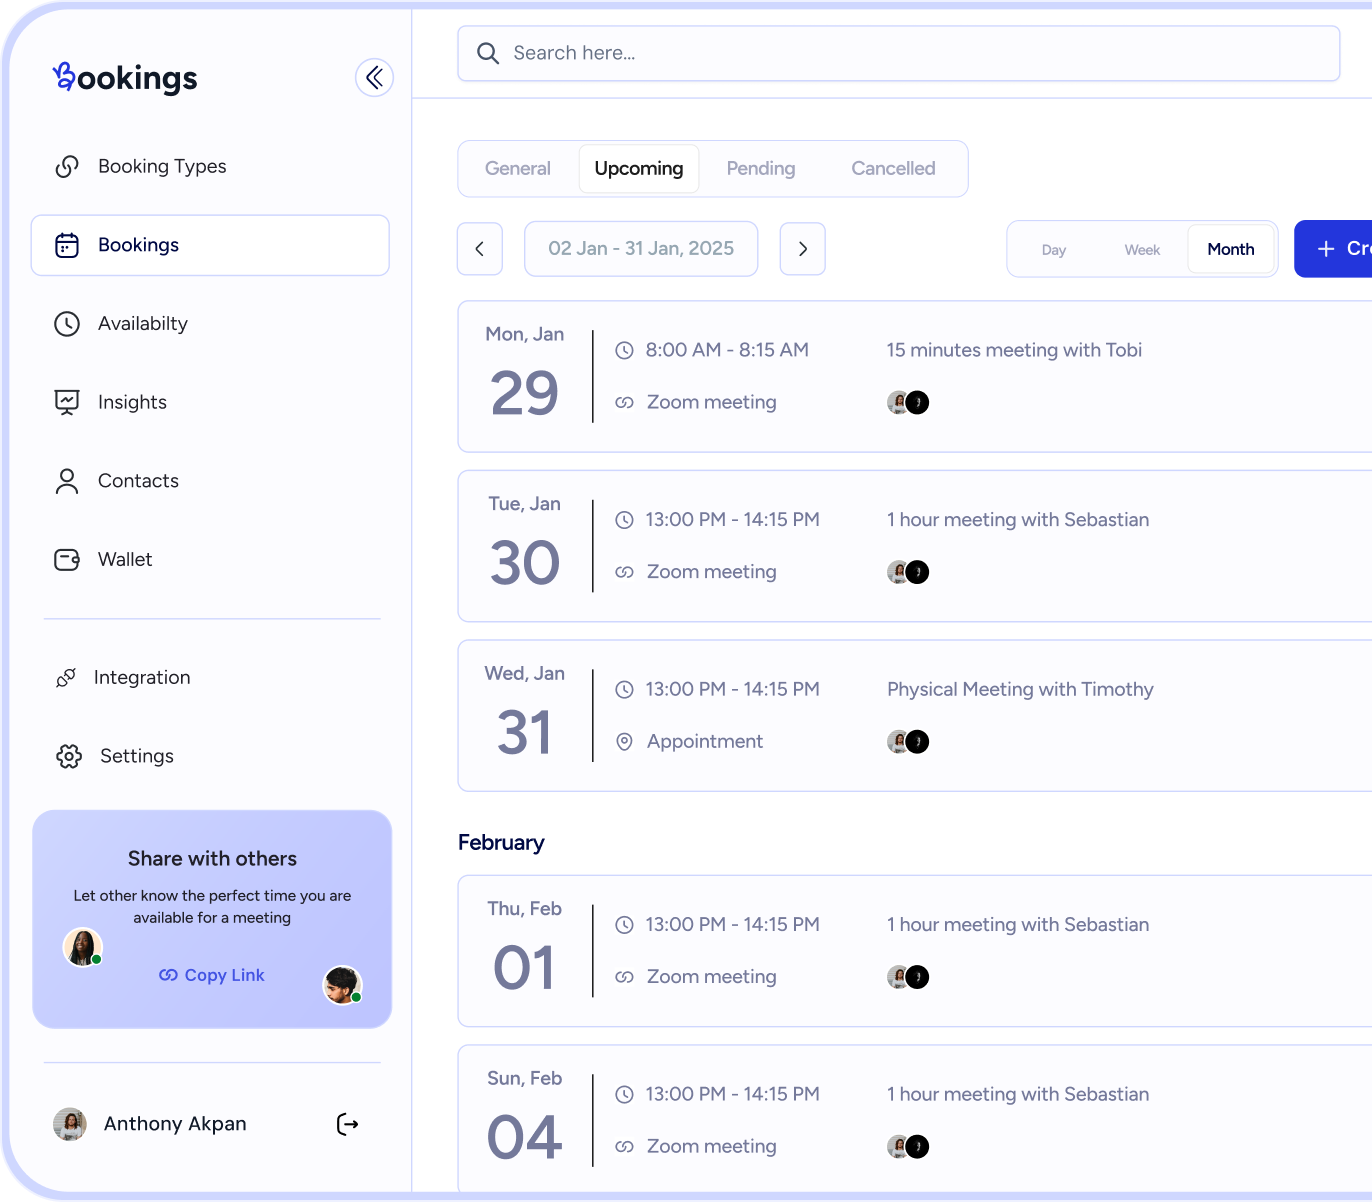 Bookings
Search here...
Booking Types
Bookings
Availabilty
Insights
Contacts
Wallet
Integration
Settings
Share with others
Let other know the perfect time you are
available for a meeting
Copy Link
Anthony Akpan
General Upcoming Pending Cancelled
02 Jan - 31 Jan, 2025
Day Week Month
+ Cre
Mon, Jan
29
8:00 AM - 8:15 AM
Zoom meeting
15 minutes meeting with Tobi
Tue, Jan
30
13:00 PM - 14:15 PM
Zoom meeting
1 hour meeting with Sebastian
Wed, Jan
31
13:00 PM - 14:15 PM
Appointment
Physical Meeting with Timothy
February
Thu, Feb
01
13:00 PM - 14:15 PM
Zoom meeting
1 hour meeting with Sebastian
Sun, Feb
04
13:00 PM - 14:15 PM
Zoom meeting
1 hour meeting with Sebastian